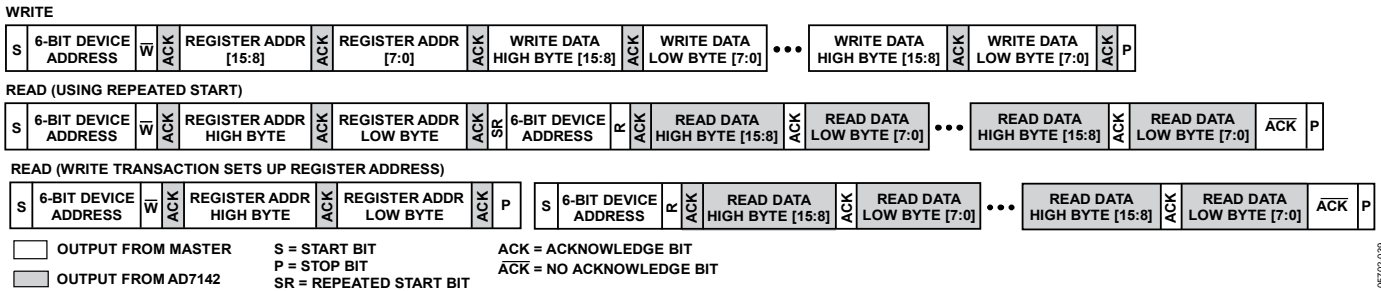 WRITE
S 6-BIT DEVICE ADDRESS W̅ ACK REGISTER ADDR [15:8] ACK REGISTER ADDR [7:0] ACK WRITE DATA HIGH BYTE [15:8] ACK WRITE DATA LOW BYTE [7:0] ••• WRITE DATA HIGH BYTE [15:8] ACK WRITE DATA LOW BYTE [7:0] ACK P
READ (USING REPEATED START)
S 6-BIT DEVICE ADDRESS W̅ ACK REGISTER ADDR HIGH BYTE ACK REGISTER ADDR LOW BYTE ACK SR 6-BIT DEVICE ADDRESS R ACK READ DATA HIGH BYTE [15:8] ACK READ DATA LOW BYTE [7:0] ••• READ DATA HIGH BYTE [15:8] ACK READ DATA LOW BYTE [7:0] A̅C̅K̅ P
READ (WRITE TRANSACTION SETS UP REGISTER ADDRESS)
S 6-BIT DEVICE ADDRESS W̅ ACK REGISTER ADDR HIGH BYTE ACK REGISTER ADDR LOW BYTE ACK P S 6-BIT DEVICE ADDRESS R ACK READ DATA HIGH BYTE [15:8] ACK READ DATA LOW BYTE [7:0] ••• READ DATA HIGH BYTE [15:8] ACK READ DATA LOW BYTE [7:0] A̅C̅K̅ P
OUTPUT FROM MASTER
OUTPUT FROM AD7142
S = START BIT
P = STOP BIT
SR = REPEATED START BIT
ACK = ACKNOWLEDGE BIT
A̅C̅K̅ = NO ACKNOWLEDGE BIT